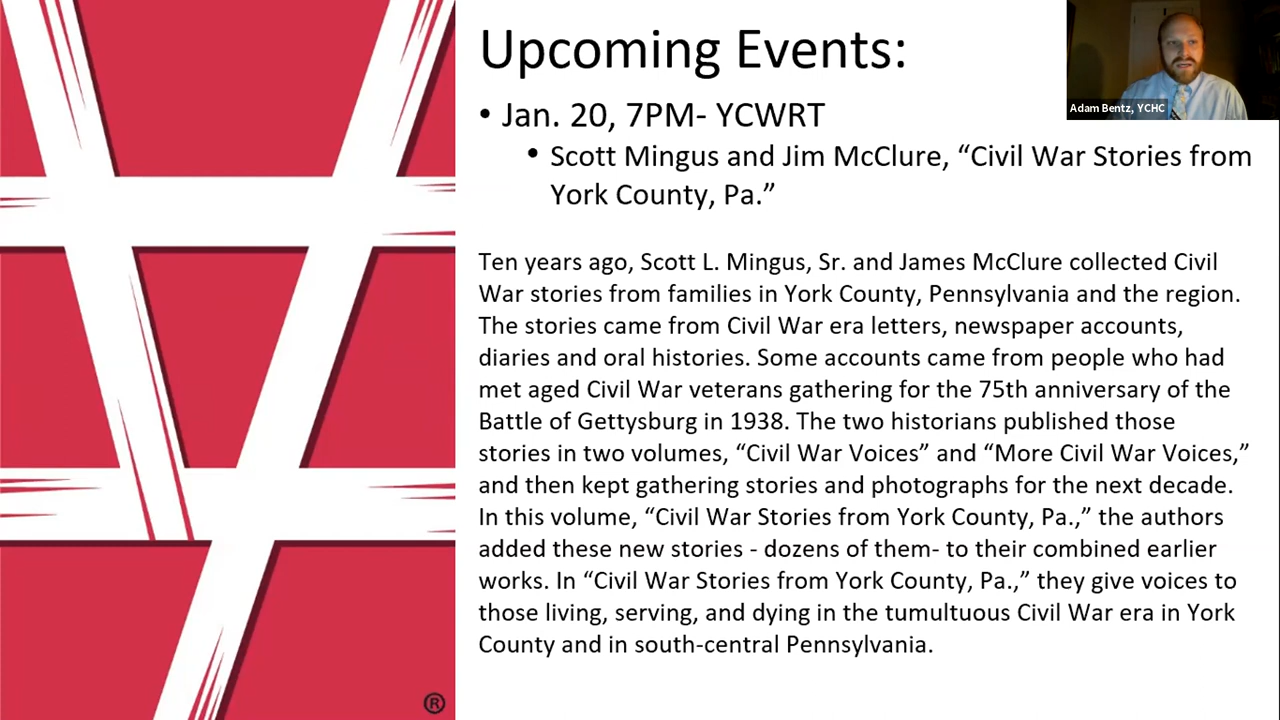 Upcoming Events:
Adam Bentz, YCHC
• Jan. 20, 7PM- YCWRT
• Scott Mingus and Jim McClure, “Civil War Stories from
York County, Pa.”
Ten years ago, Scott L. Mingus, Sr. and James McClure collected Civil
War stories from families in York County, Pennsylvania and the region.
The stories came from Civil War era letters, newspaper accounts,
diaries and oral histories. Some accounts came from people who had
met aged Civil War veterans gathering for the 75th anniversary of the
Battle of Gettysburg in 1938. The two historians published those
stories in two volumes, “Civil War Voices” and “More Civil War Voices,”
and then kept gathering stories and photographs for the next decade.
In this volume, “Civil War Stories from York County, Pa.,” the authors
added these new stories - dozens of them- to their combined earlier
works. In “Civil War Stories from York County, Pa.,” they give voices to
those living, serving, and dying in the tumultuous Civil War era in York
County and in south-central Pennsylvania.
®